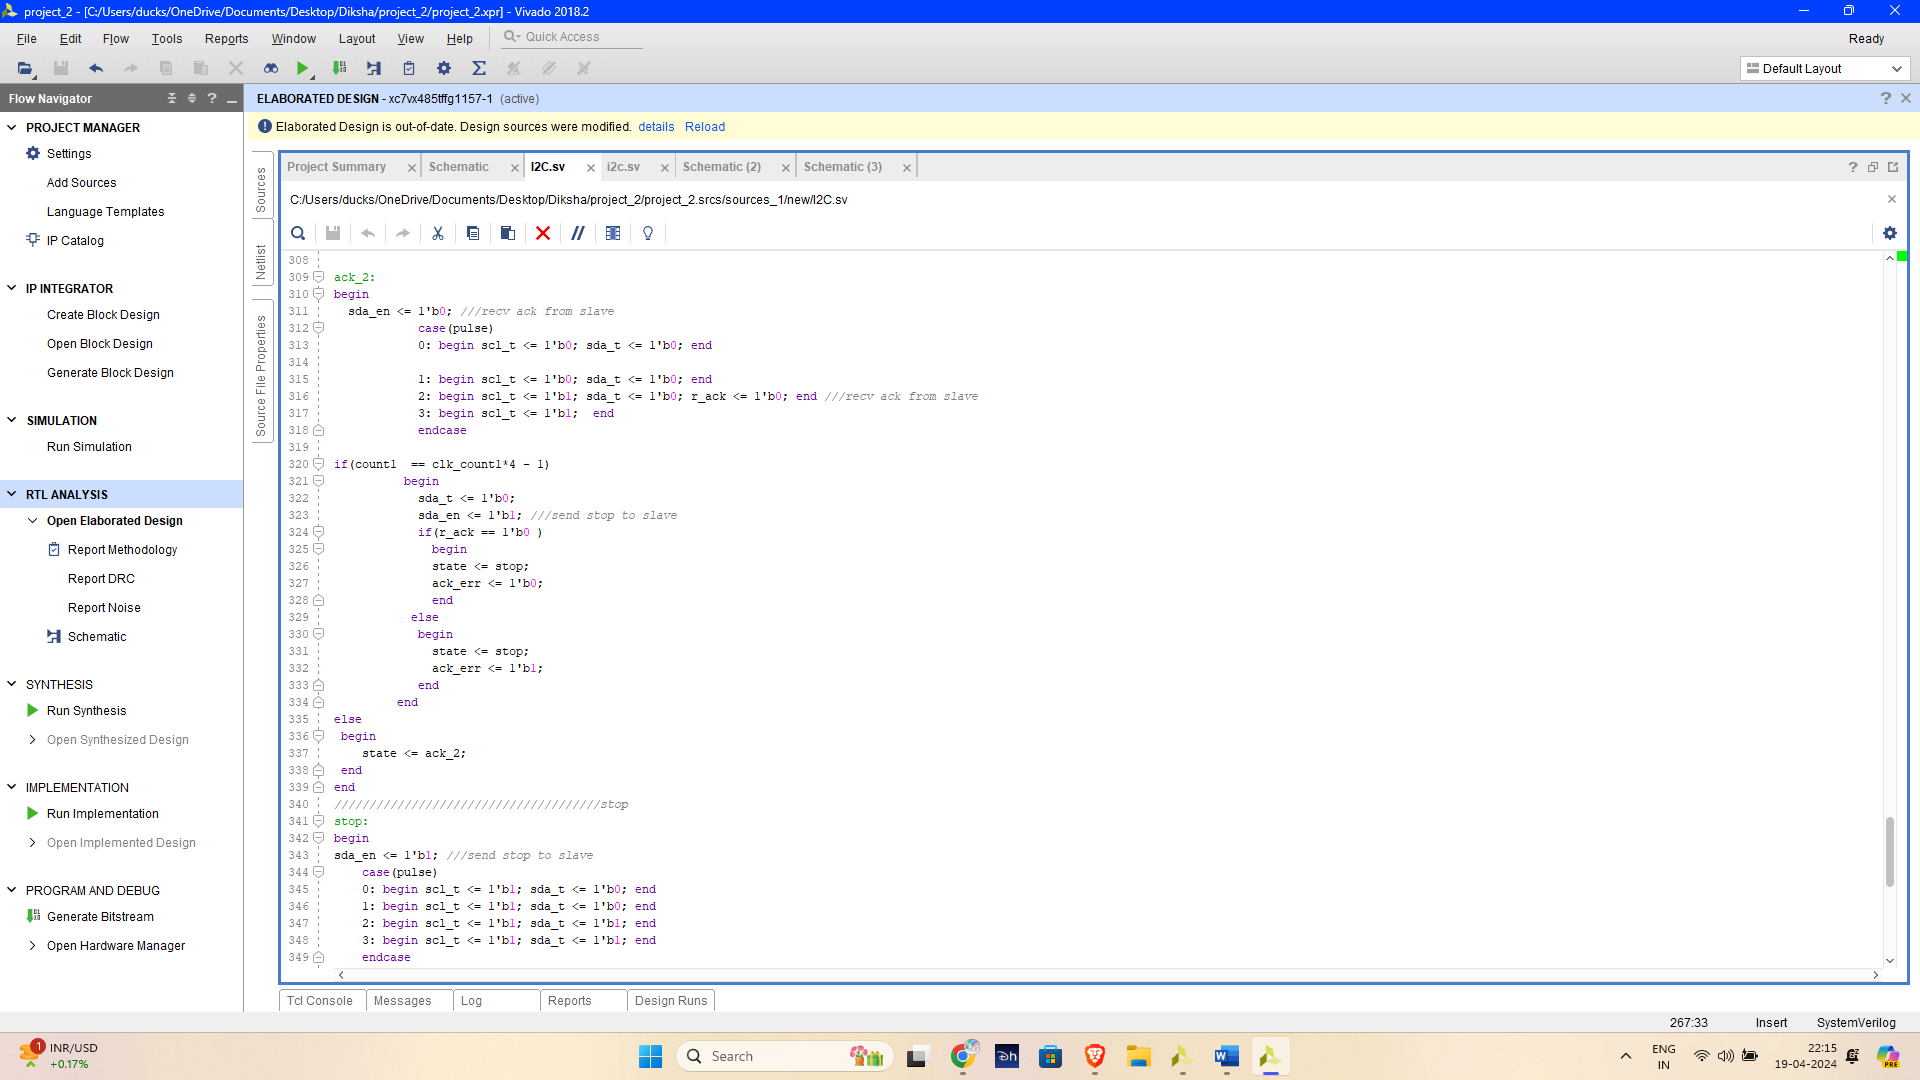 project_2 - [C:/Users/ducks/OneDrive/Documents/Desktop/Diksha/project_2/project_2.xpr] - Vivado 2018.2
File Edit Flow Tools Reports Window Layout View Help Quick Access
Ready
Default Layout
Flow Navigator
ELABORATED DESIGN - xc7vx485tffg1157-1 (active)
Elaborated Design is out-of-date. Design sources were modified. details Reload
PROJECT MANAGER
Settings
Add Sources
Language Templates
IP Catalog
IP INTEGRATOR
Create Block Design
Open Block Design
Generate Block Design
SIMULATION
Run Simulation
RTL ANALYSIS
Open Elaborated Design
Report Methodology
Report DRC
Report Noise
Schematic
SYNTHESIS
Run Synthesis
Open Synthesized Design
IMPLEMENTATION
Run Implementation
Open Implemented Design
PROGRAM AND DEBUG
Generate Bitstream
Open Hardware Manager
Sources
Netlist
Source File Properties
Project Summary Schematic I2C.sv i2c.sv Schematic (2) Schematic (3)
C:/Users/ducks/OneDrive/Documents/Desktop/Diksha/project_2/project_2.srcs/sources_1/new/I2C.sv
308
309 ack_2:
310 begin
311 sda_en <= 1'b0; ///recv ack from slave
312 case(pulse)
313 0: begin scl_t <= 1'b0; sda_t <= 1'b0; end
314
315 1: begin scl_t <= 1'b0; sda_t <= 1'b0; end
316 2: begin scl_t <= 1'b1; sda_t <= 1'b0; r_ack <= 1'b0; end ///recv ack from slave
317 3: begin scl_t <= 1'b1; end
318 endcase
319
320 if(count1 == clk_count1*4 - 1)
321 begin
322 sda_t <= 1'b0;
323 sda_en <= 1'b1; ///send stop to slave
324 if(r_ack == 1'b0 )
325 begin
326 state <= stop;
327 ack_err <= 1'b0;
328 end
329 else
330 begin
331 state <= stop;
332 ack_err <= 1'b1;
333 end
334 end
335 else
336 begin
337 state <= ack_2;
338 end
339 end
340 //////////////////////////////////////stop
341 stop:
342 begin
343 sda_en <= 1'b1; ///send stop to slave
344 case(pulse)
345 0: begin scl_t <= 1'b1; sda_t <= 1'b0; end
346 1: begin scl_t <= 1'b1; sda_t <= 1'b0; end
347 2: begin scl_t <= 1'b1; sda_t <= 1'b1; end
348 3: begin scl_t <= 1'b1; sda_t <= 1'b1; end
349 endcase
Tcl Console Messages Log Reports Design Runs
267:33 Insert SystemVerilog
1
INR/USD
+0.17%
Search
ENG
IN
22:15
19-04-2024
PRE